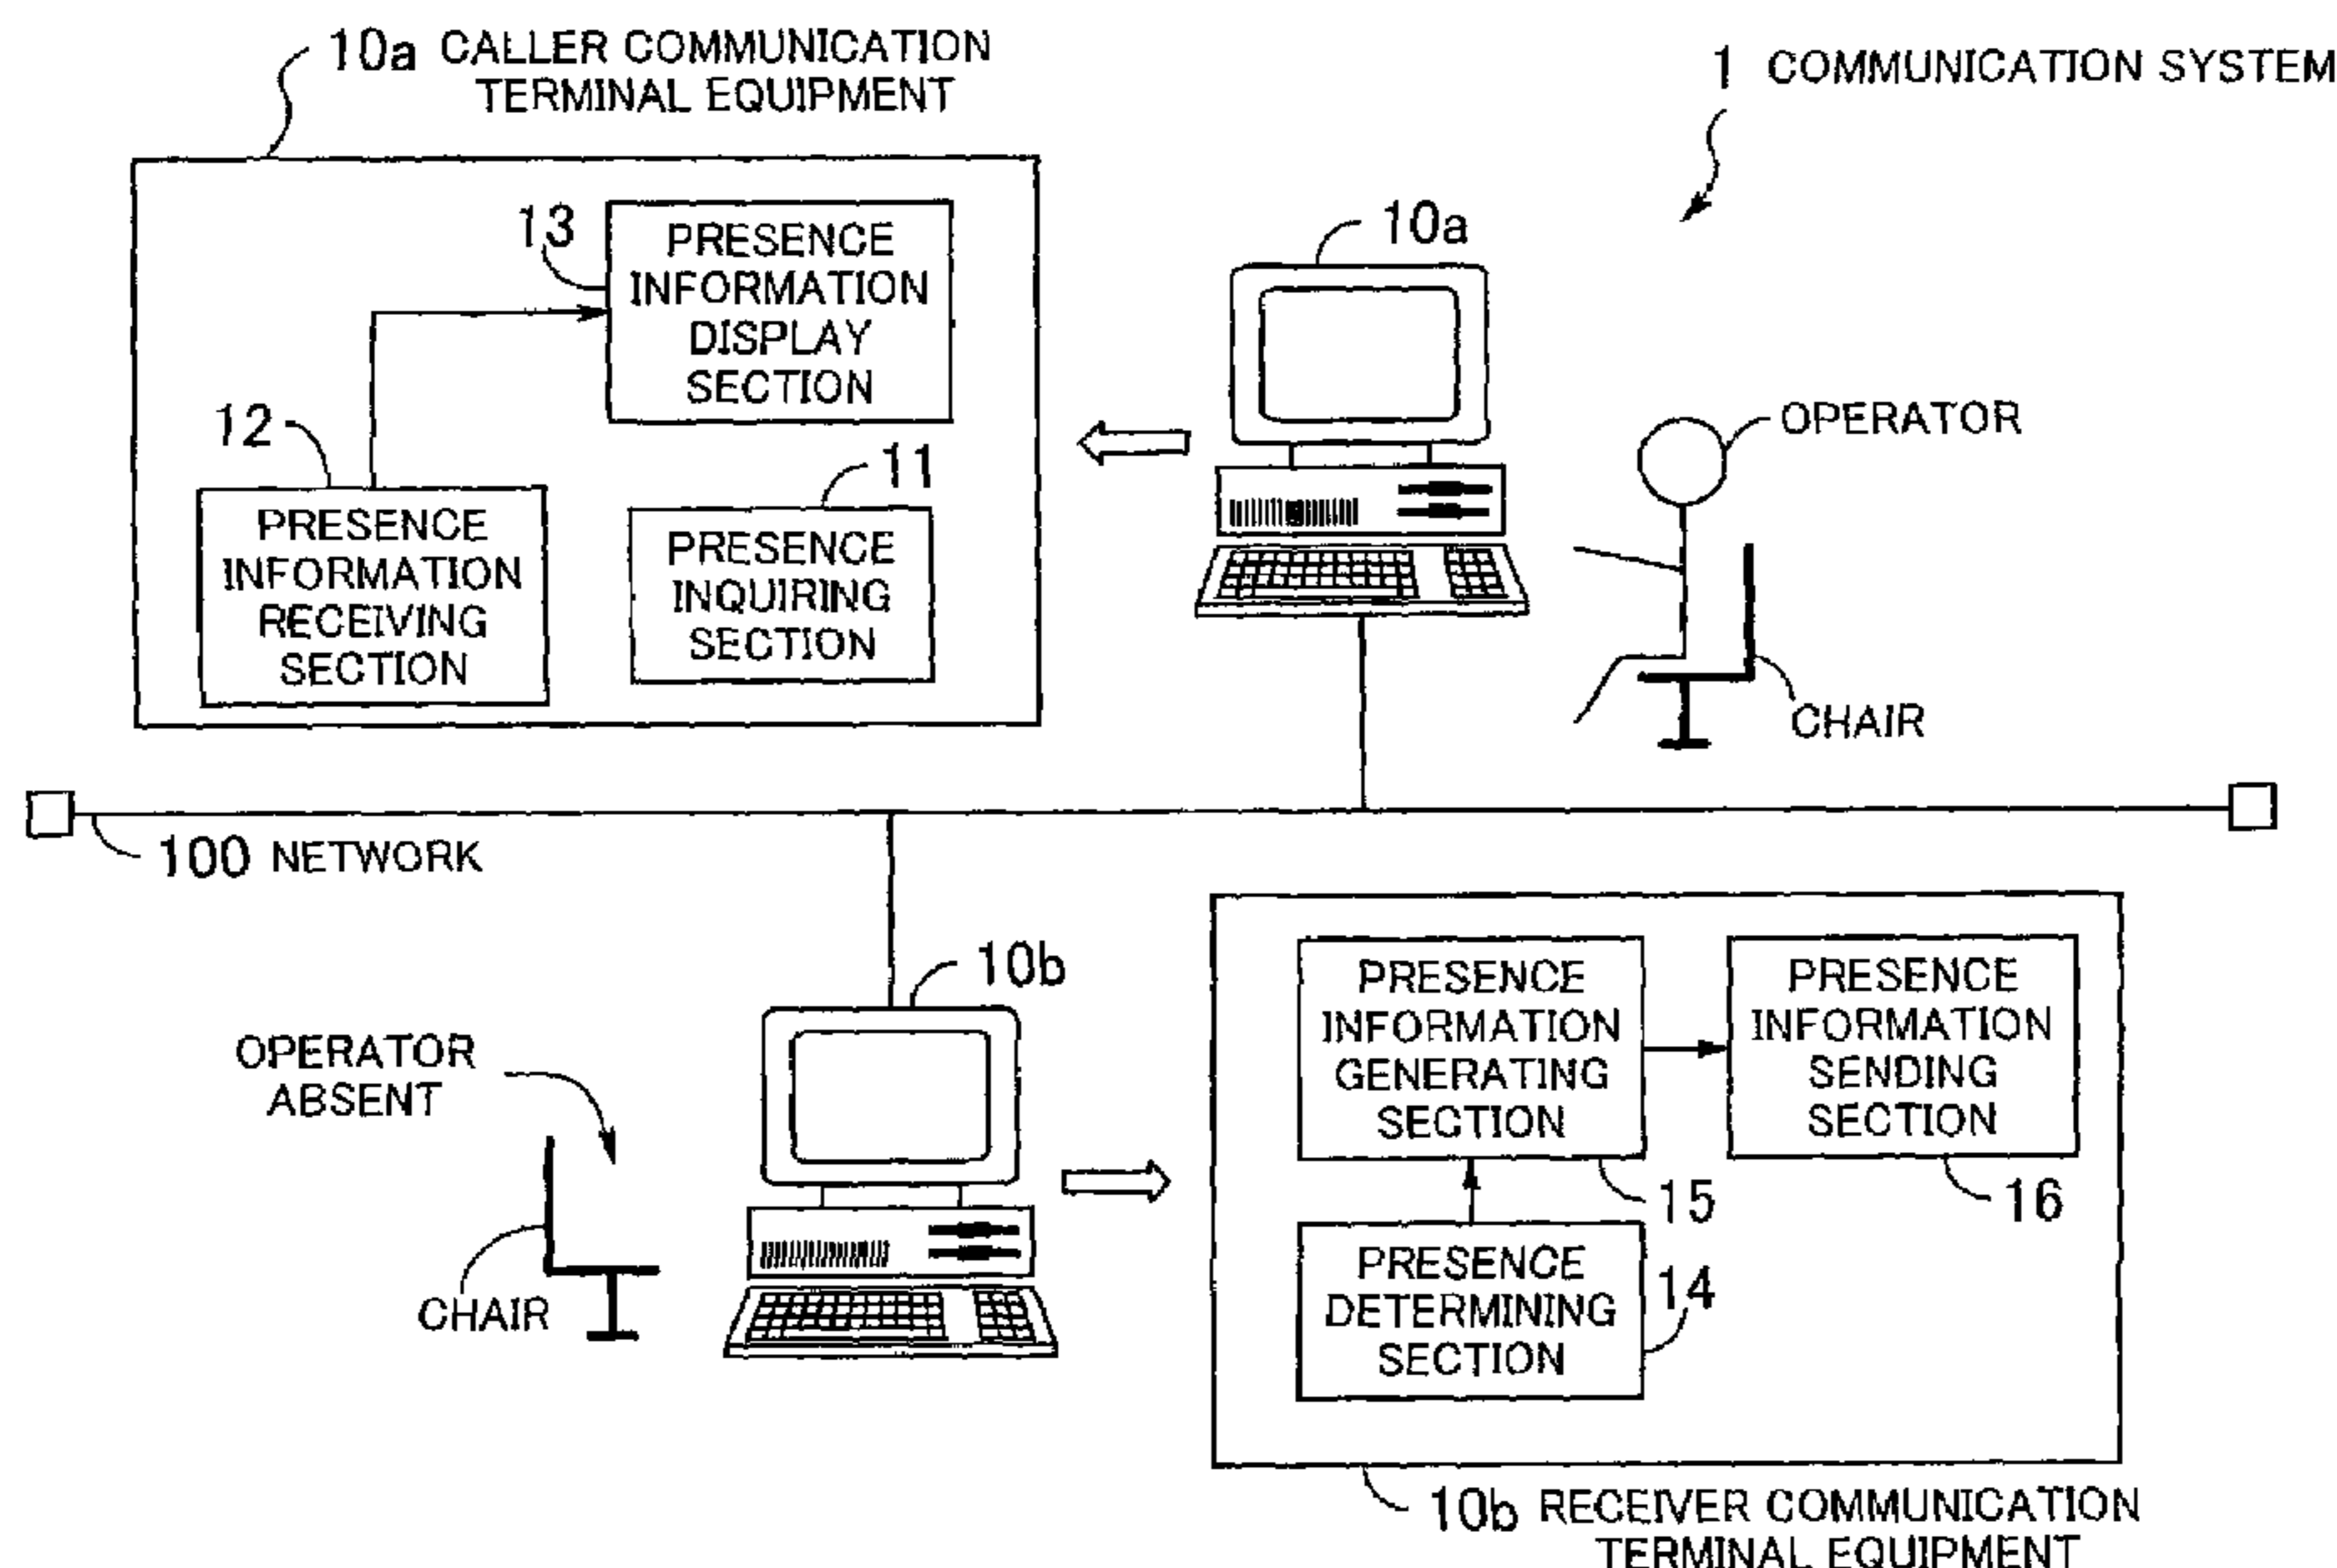 10a CALLER COMMUNICATION
TERMINAL EQUIPMENT
1 COMMUNICATION SYSTEM
13
PRESENCE
INFORMATION
DISPLAY
SECTION
10a
OPERATOR
12
11
PRESENCE
INFORMATION
RECEIVING
SECTION
PRESENCE
INQUIRING
SECTION
CHAIR
100 NETWORK
10b
OPERATOR
ABSENT
CHAIR
PRESENCE
INFORMATION
GENERATING
SECTION
PRESENCE
INFORMATION
SENDING
SECTION
15
16
PRESENCE
DETERMINING
SECTION
14
10b RECEIVER COMMUNICATION
TERMINAL EQUIPMENT